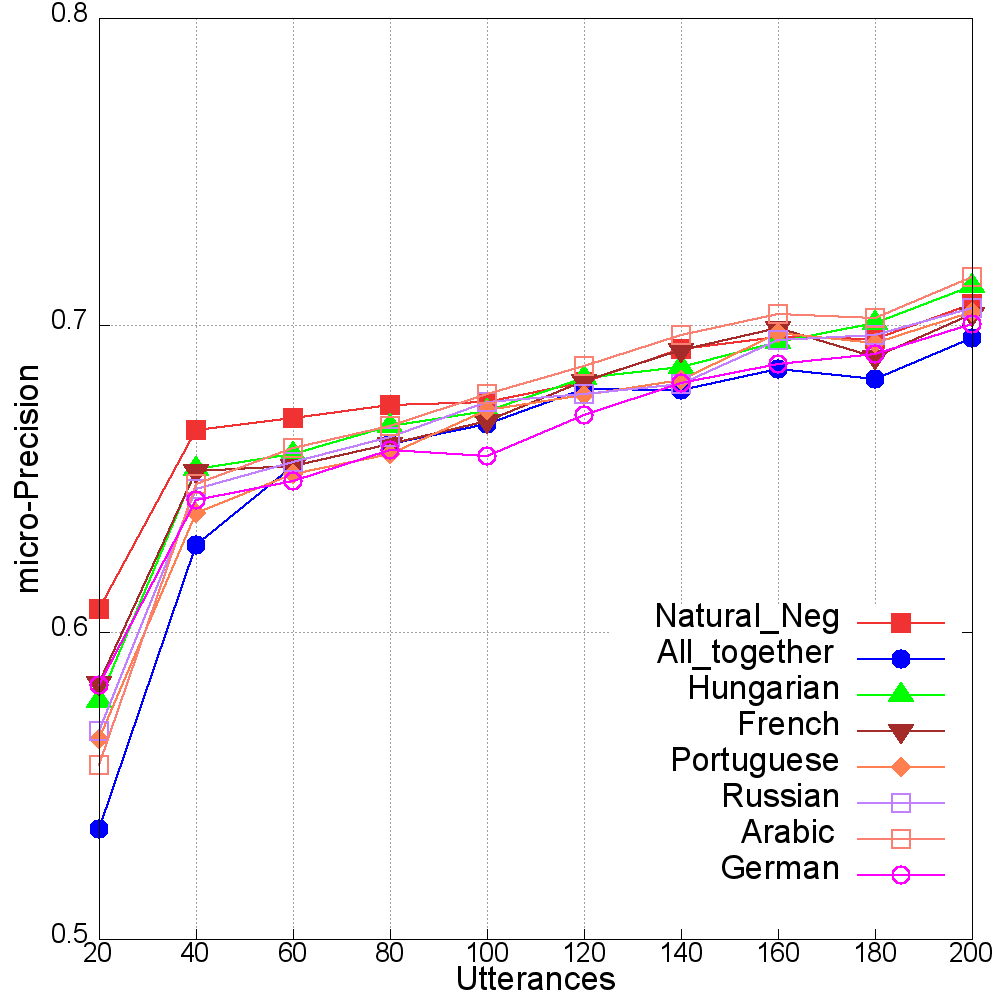 0.8
0.7
0.6
0.5
micro-Precision
Natural_Neg
All_together
Hungarian
French
Portuguese
Russian
Arabic
German
20 40 60 80 100 120 140 160 180 200
Utterances